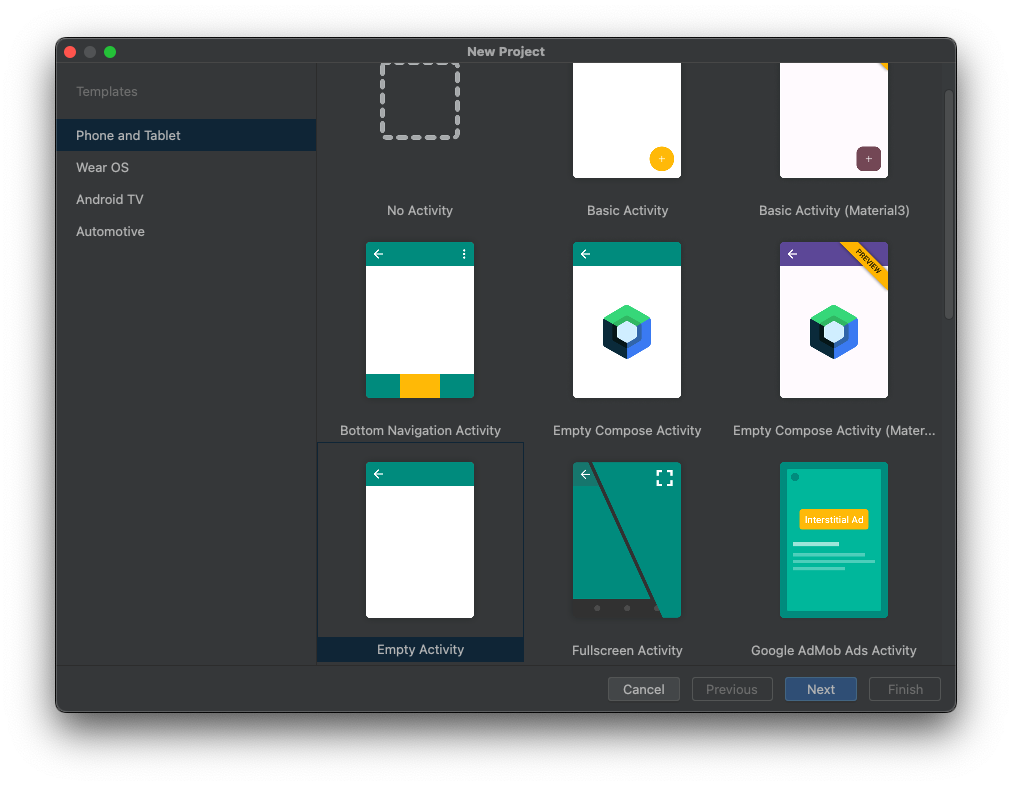 New Project
Templates
Phone and Tablet
Wear OS
Android TV
Automotive
No Activity
Basic Activity
Basic Activity (Material3)
PREVIEW
Bottom Navigation Activity
Empty Compose Activity
Empty Compose Activity (Mater...
Interstitial Ad
Empty Activity
Fullscreen Activity
Google AdMob Ads Activity
Cancel
Previous
Next
Finish